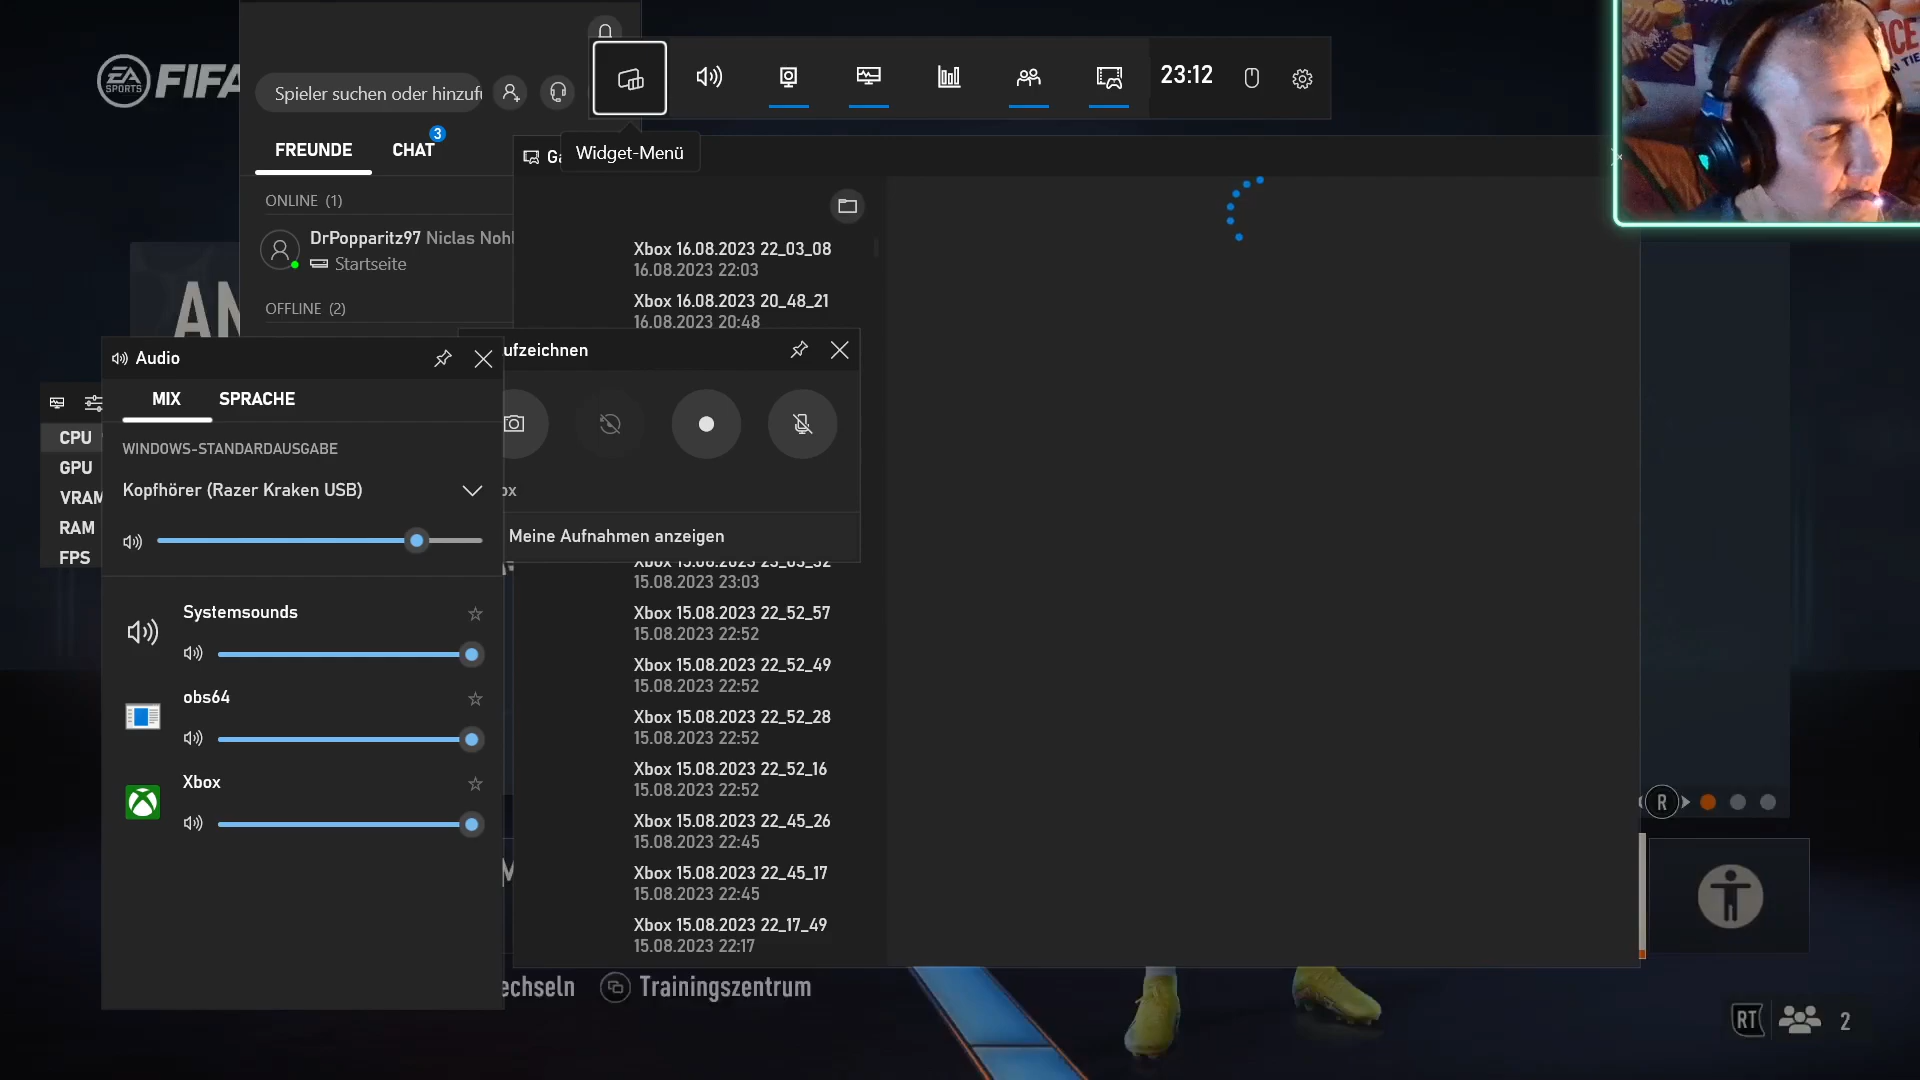 EA SPORTS FIFA
Spieler suchen oder hinzufü
23:12
Widget-Menü
FREUNDE
CHAT
3
ONLINE (1)
DrPopparitz97 Niclas Nohl
Startseite
OFFLINE (2)
Xbox 16.08.2023 22_03_08
16.08.2023 22:03
Xbox 16.08.2023 20_48_21
16.08.2023 20:48
AN
Audio
ufzeichnen
MIX
SPRACHE
CPU
GPU
VRAM
RAM
FPS
WINDOWS-STANDARDAUSGABE
Kopfhörer (Razer Kraken USB)
ox
Meine Aufnahmen anzeigen
15.08.2023 23:03
Systemsounds
obs64
Xbox
Xbox 15.08.2023 22_52_57
15.08.2023 22:52
Xbox 15.08.2023 22_52_49
15.08.2023 22:52
Xbox 15.08.2023 22_52_28
15.08.2023 22:52
Xbox 15.08.2023 22_52_16
15.08.2023 22:52
Xbox 15.08.2023 22_45_26
15.08.2023 22:45
Xbox 15.08.2023 22_45_17
15.08.2023 22:45
Xbox 15.08.2023 22_17_49
15.08.2023 22:17
R
echseln
Trainingszentrum
RT
2